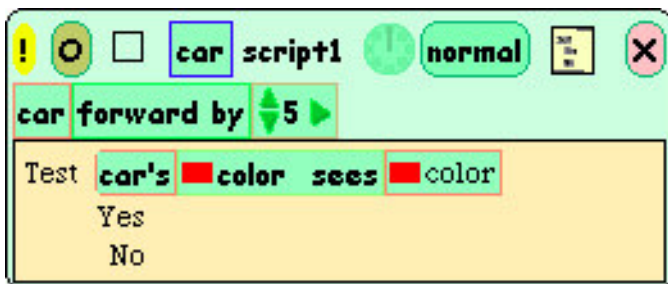 ! O car script1 normal
car forward by 5
Test car's color sees color
Yes
No